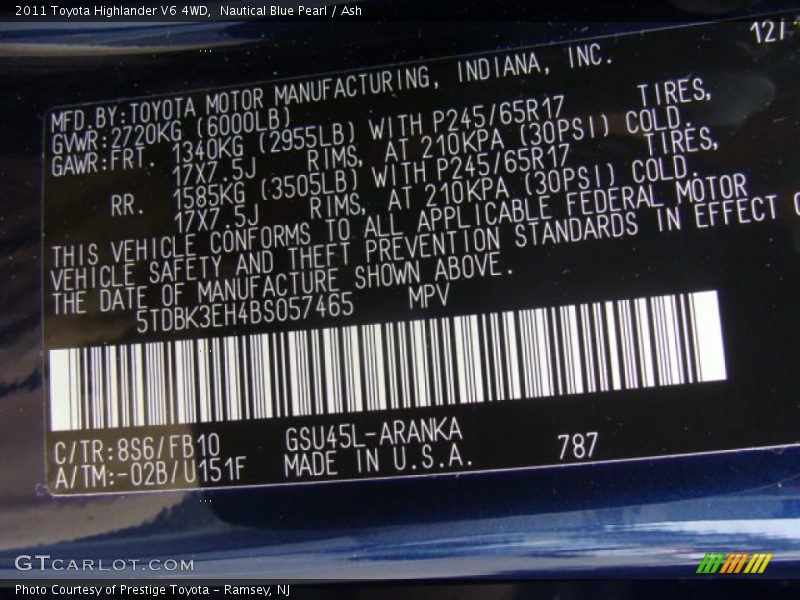 2011 Toyota Highlander V6 4WD, Nautical Blue Pearl / Ash
12/
MFD.BY:TOYOTA MOTOR MANUFACTURING, INDIANA, INC.
GVWR:2720KG (6000LB)
GAWR:FRT. 1340KG (2955LB) WITH P245/65R17 TIRES,
17X7.5J RIMS, AT 210KPA (30PSI) COLD.
RR. 1585KG (3505LB) WITH P245/65R17 TIRES,
17X7.5J RIMS, AT 210KPA (30PSI) COLD.
THIS VEHICLE CONFORMS TO ALL APPLICABLE FEDERAL MOTOR
VEHICLE SAFETY AND THEFT PREVENTION STANDARDS IN EFFECT
THE DATE OF MANUFACTURE SHOWN ABOVE.
5TDBK3EH4BS057465 MPV
C/TR:8S6/FB10 GSU45L-ARANKA 787
A/TM:-02B/U151F MADE IN U.S.A.
GTCARLOT.COM
Photo Courtesy of Prestige Toyota - Ramsey, NJ